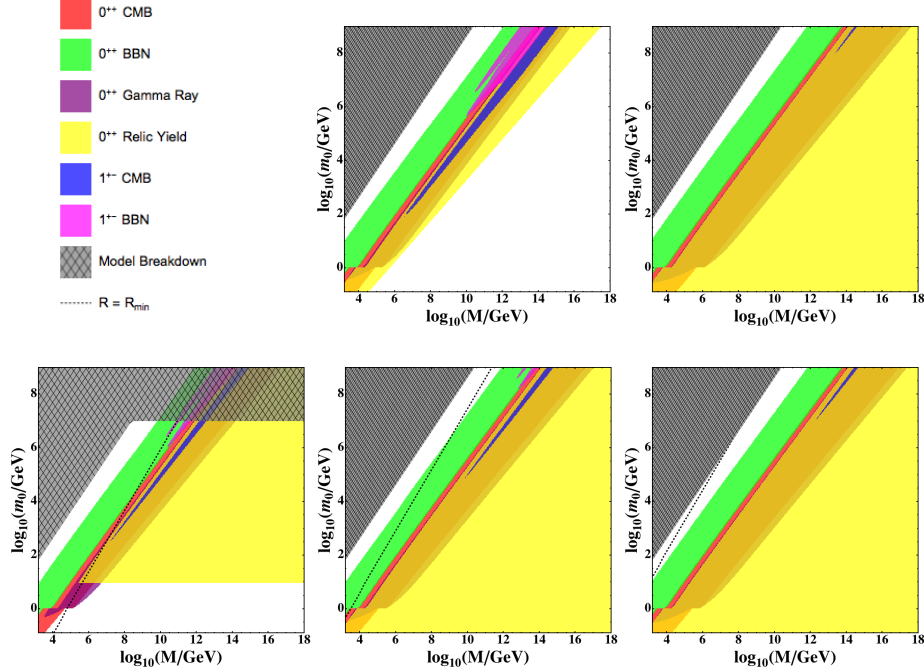 0⁺⁺ CMB
0⁺⁺ BBN
0⁺⁺ Gamma Ray
0⁺⁺ Relic Yield
1⁺⁻ CMB
1⁺⁻ BBN
Model Breakdown
R = Rₘᵢₙ
log₁₀(m₀/GeV)
8
6
4
2
0
4 6 8 10 12 14 16 18
log₁₀(M/GeV)
log₁₀(m₀/GeV)
8
6
4
2
0
4 6 8 10 12 14 16 18
log₁₀(M/GeV)
log₁₀(m₀/GeV)
8
6
4
2
0
4 6 8 10 12 14 16 18
log₁₀(M/GeV)
log₁₀(m₀/GeV)
8
6
4
2
0
4 6 8 10 12 14 16 18
log₁₀(M/GeV)
log₁₀(m₀/GeV)
8
6
4
2
0
4 6 8 10 12 14 16 18
log₁₀(M/GeV)